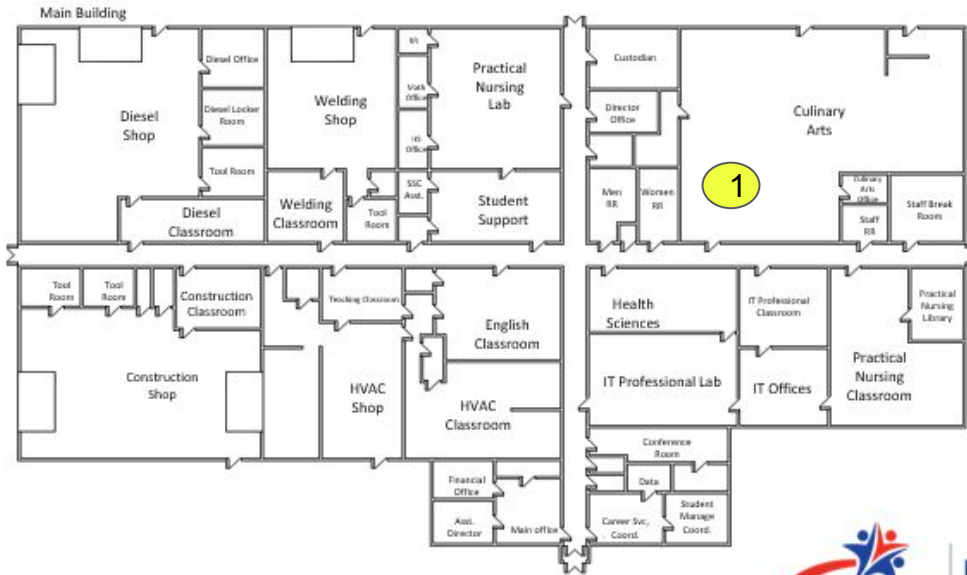 Main Building
RR
Diesel Office
Custodian
Practical
Nursing
Lab
Math
Office
Diesel Locker
Room
Welding
Shop
Director
Office
Culinary
Arts
Diesel
Shop
HS
Office
Tool Room
SSC
Asst.
Men
RR
Women
RR
1
Culinary
Arts
Office
Staff Break
Room
Welding
Classroom
Student
Support
Diesel
Classroom
Tool
Room
Staff
RR
Tool
Room
Tool
Room
Construction
Classroom
Teaching Classroom
English
Classroom
Health
Sciences
IT Professional
Classroom
Practical
Nursing
Library
Construction
Shop
HVAC
Shop
IT Professional Lab
IT Offices
Practical
Nursing
Classroom
HVAC
Classroom
Conference
Room
Financial
Office
Data
Asst.
Director
Main office
Career Svc,
Coord.
Student
Manage
Coord.